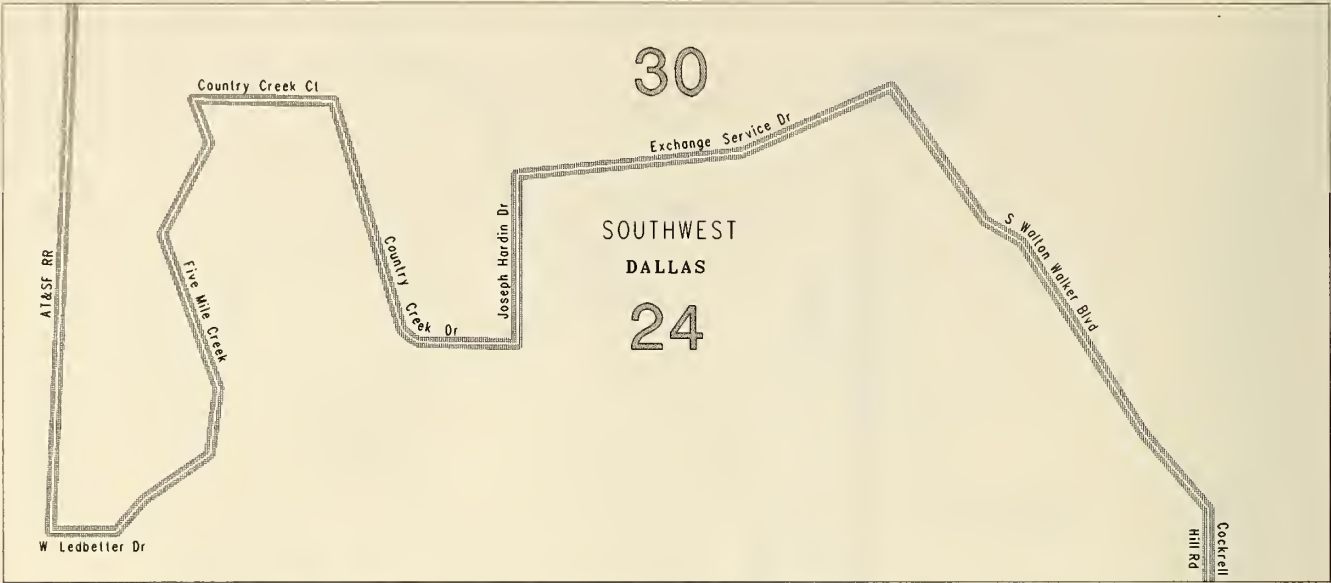 30
Country Creek Ct
Exchange Service Dr
SOUTHWEST
DALLAS
24
AT&SF RR
Five Mile Creek
Country Creek Dr
Joseph Hardin Dr
S Walton Walker Blvd
W Ledbetter Dr
Cockrell
Hill Rd